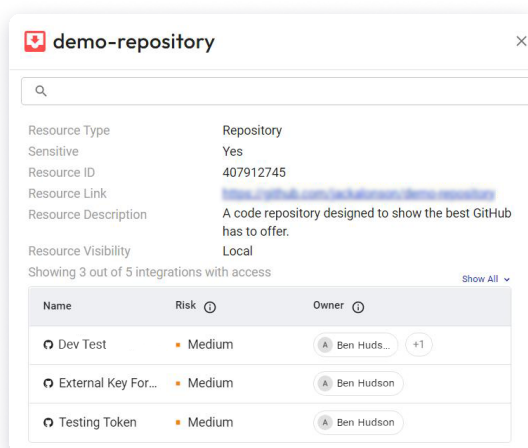 demo-repository
Resource Type Repository
Sensitive Yes
Resource ID 407912745
Resource Link
Resource Description A code repository designed to show the best GitHub
has to offer.
Resource Visibility Local
Showing 3 out of 5 integrations with access Show All
Name Risk Owner
Dev Test Medium A Ben Huds... +1
External Key For... Medium A Ben Hudson
Testing Token Medium A Ben Hudson